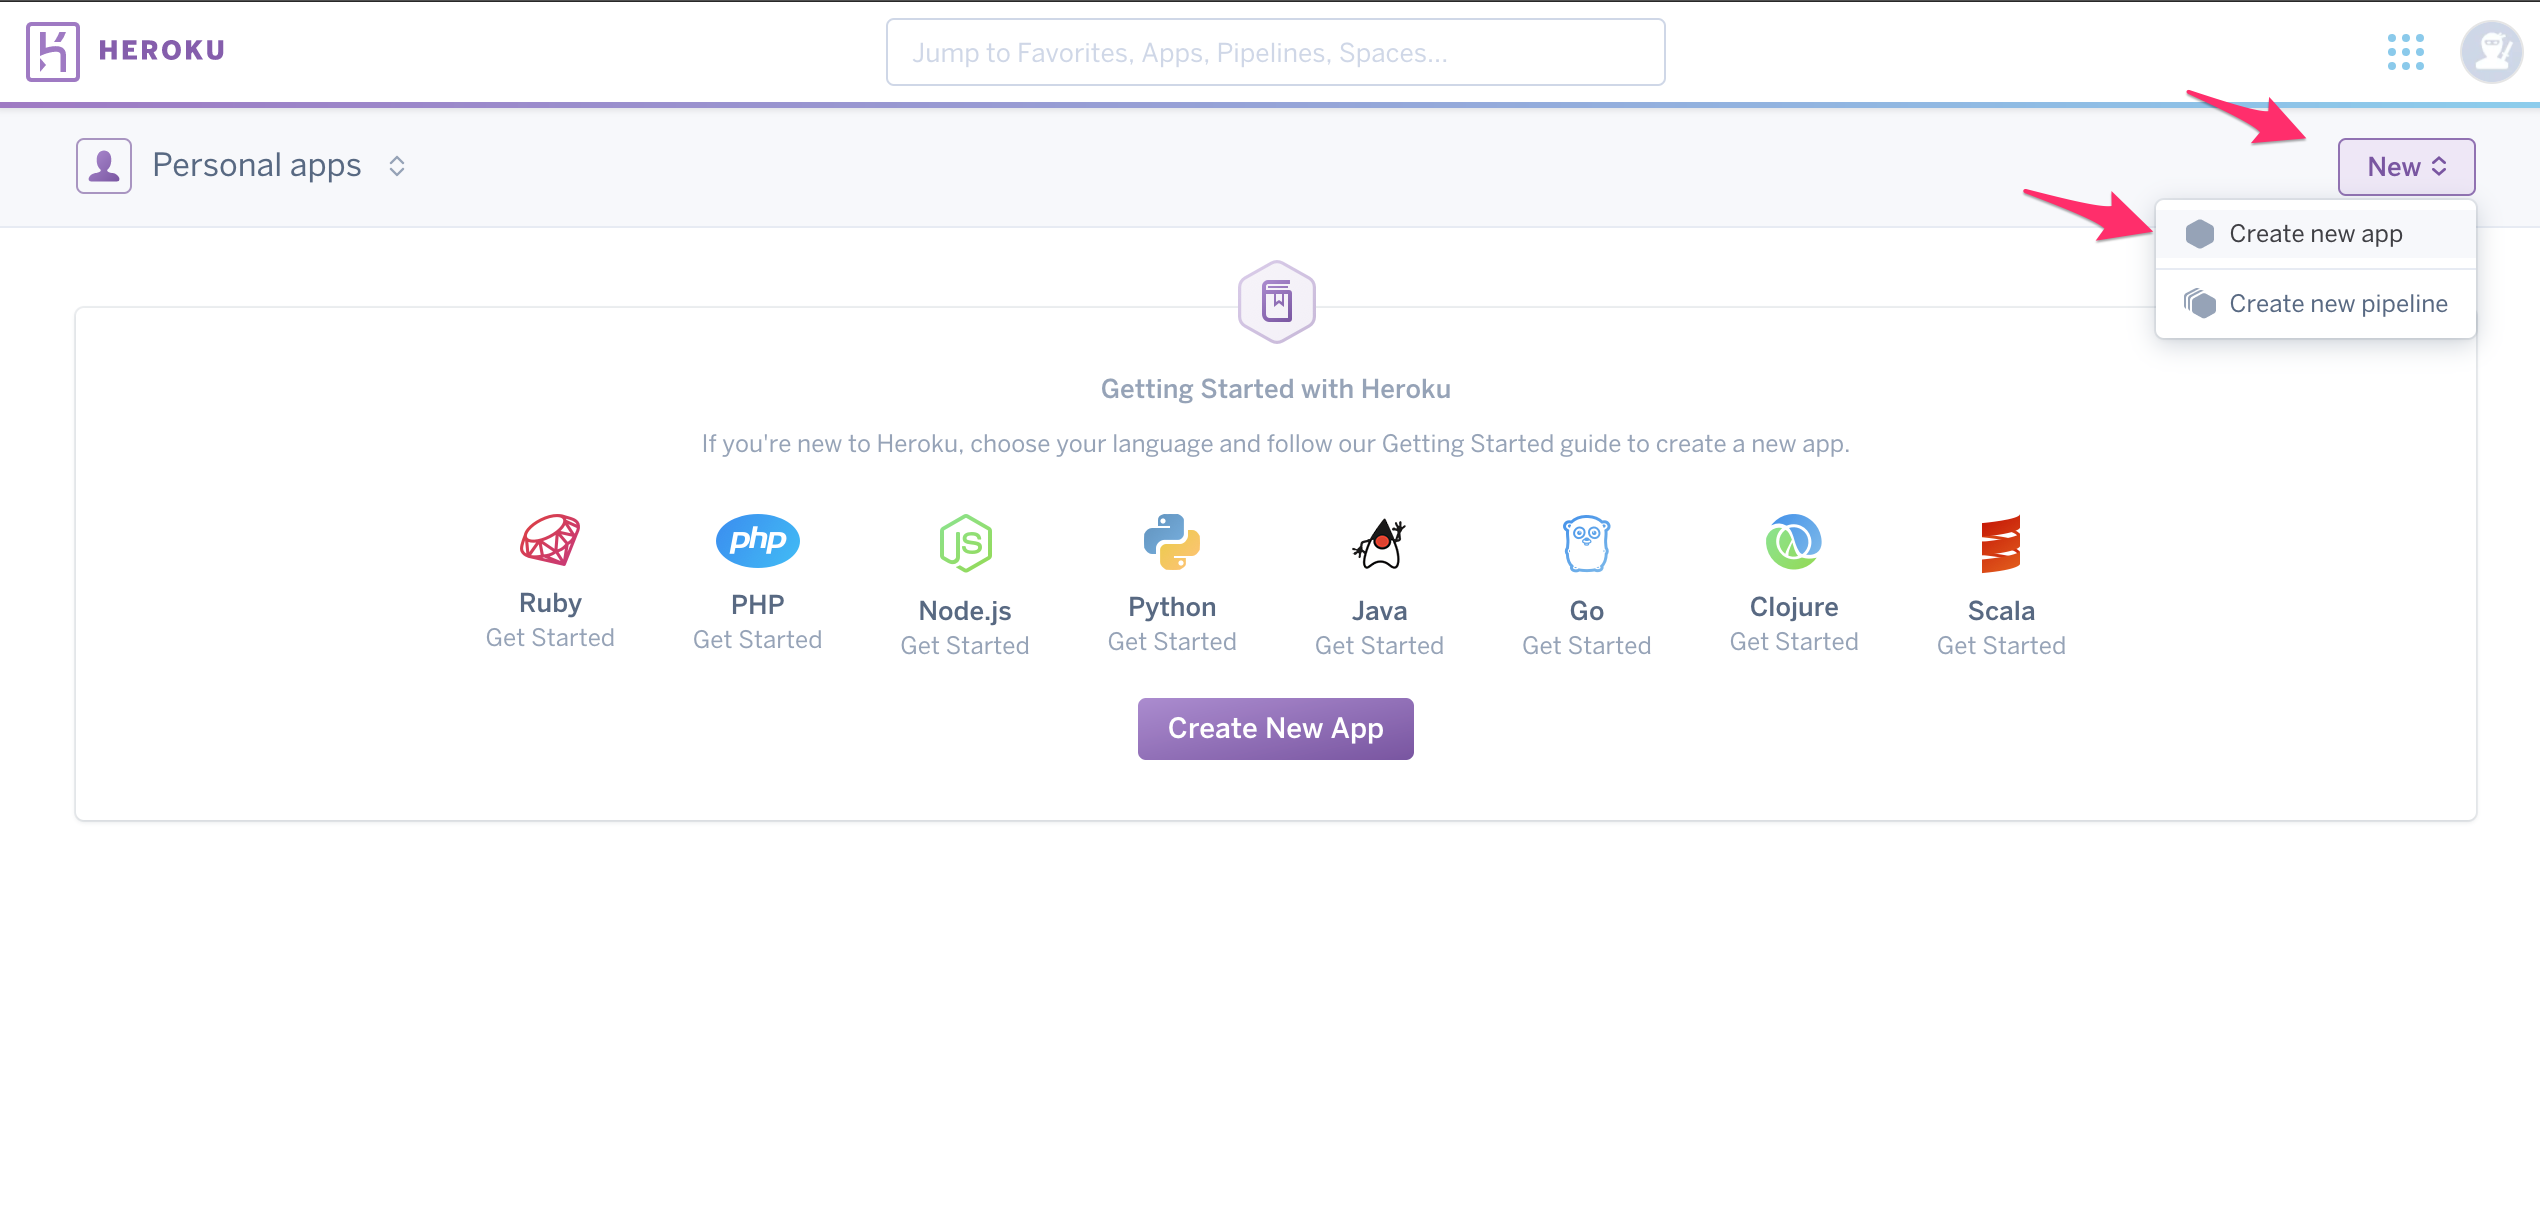 HEROKU
Jump to Favorites, Apps, Pipelines, Spaces...
Personal apps
New
Create new app
Create new pipeline
Getting Started with Heroku
If you're new to Heroku, choose your language and follow our Getting Started guide to create a new app.
php
JS
Ruby
PHP
Node.js
Python
Java
Go
Clojure
Scala
Get Started
Get Started
Get Started
Get Started
Get Started
Get Started
Get Started
Get Started
Create New App